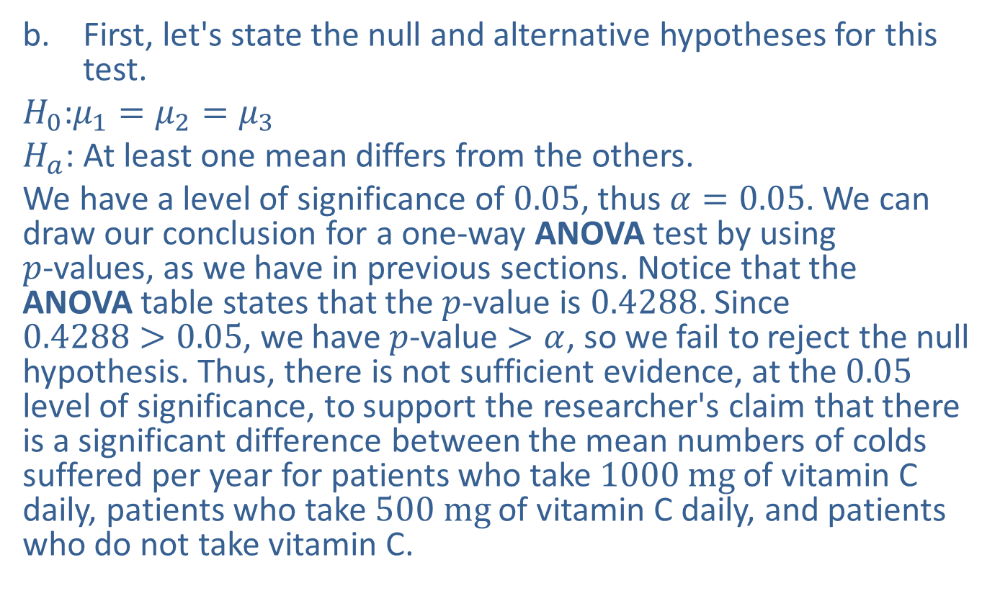 b. First, let's state the null and alternative hypotheses for this
test.
H₀:μ₁ = μ₂ = μ₃
Hₐ: At least one mean differs from the others.
We have a level of significance of 0.05, thus α = 0.05. We can
draw our conclusion for a one-way ANOVA test by using
p-values, as we have in previous sections. Notice that the
ANOVA table states that the p-value is 0.4288. Since
0.4288 > 0.05, we have p-value > α, so we fail to reject the null
hypothesis. Thus, there is not sufficient evidence, at the 0.05
level of significance, to support the researcher's claim that there
is a significant difference between the mean numbers of colds
suffered per year for patients who take 1000 mg of vitamin C
daily, patients who take 500 mg of vitamin C daily, and patients
who do not take vitamin C.